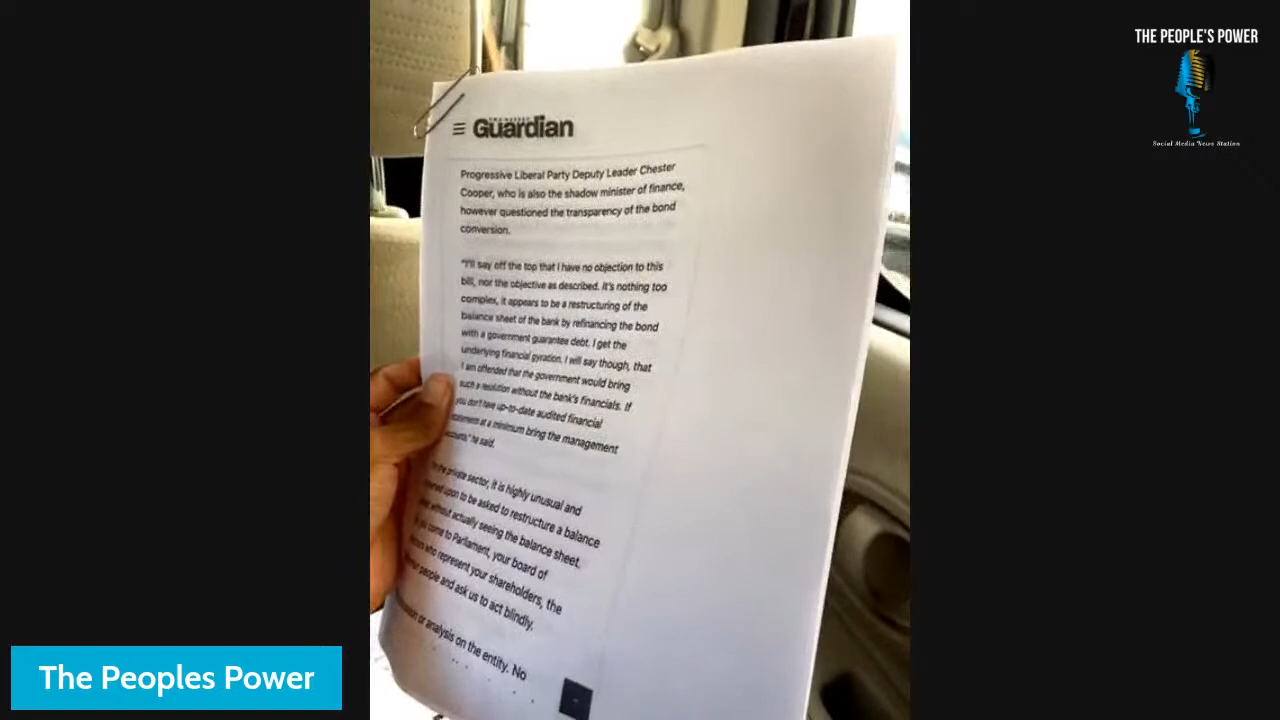 THE PEOPLE'S POWER
Social Media News Station
Guardian
Progressive Liberal Party Deputy Leader Chester
Cooper, who is also the shadow minister of finance,
however questioned the transparency of the bond
conversion.
"I'll say off the top that I have no objection to this
bill, nor the objective as described. It's nothing too
complex, it appears to be a restructuring of the
balance sheet of the bank by refinancing the bond
with a government guarantee debt. I get the
underlying financial gyration. I will say though, that
I am offended that the government would bring
such a resolution without the bank's financials. If
you don't have up-to-date audited financial
at a minimum bring the management
he said.
the private sector, it is highly unusual and
upon to be asked to restructure a balance
without actually seeing the balance sheet.
come to Parliament, your board of
who represent your shareholders, the
people and ask us to act blindly.
or analysis on the entity. No
The Peoples Power